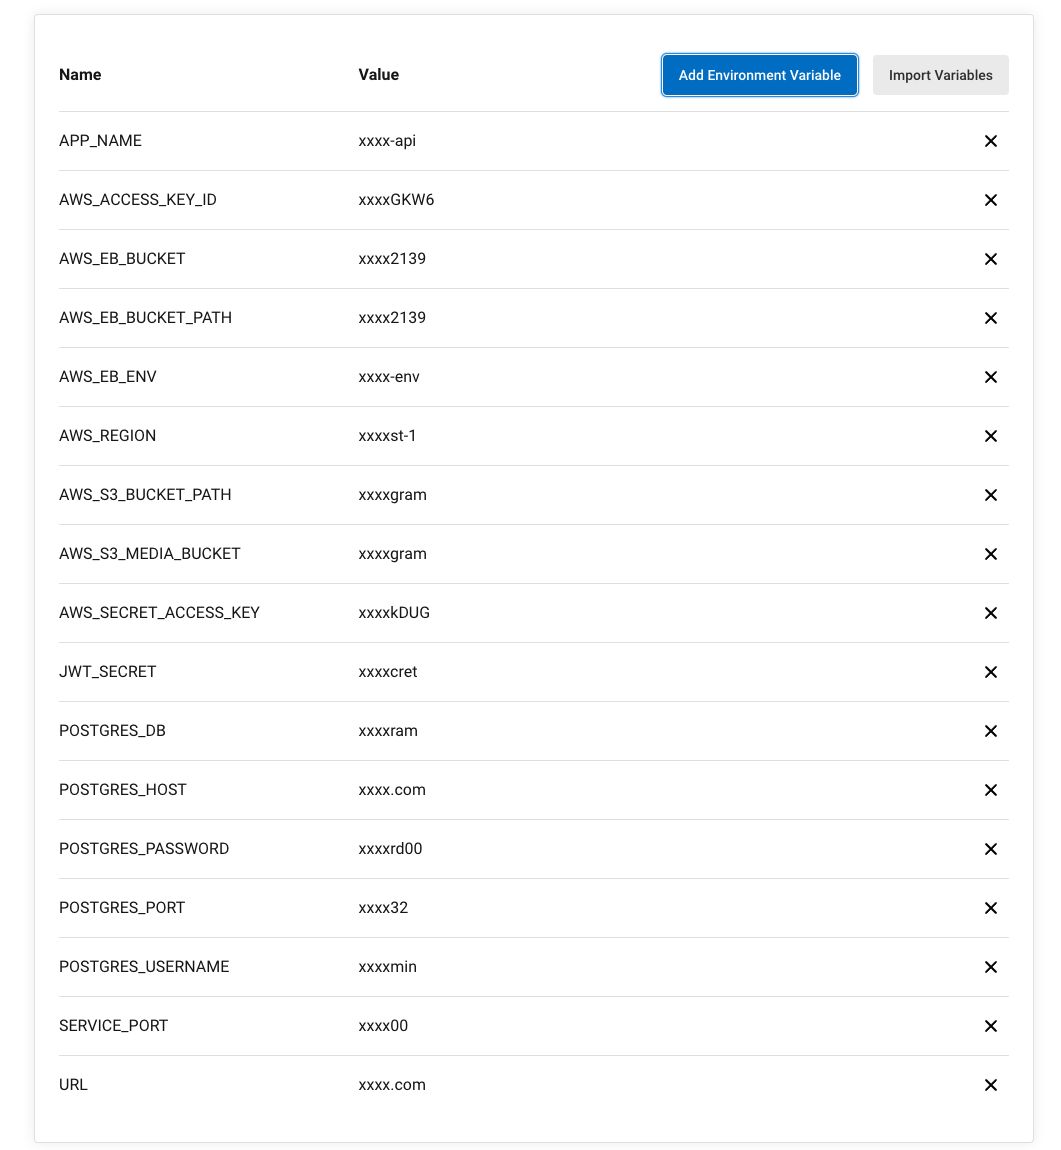 Name Value Add Environment Variable Import Variables
APP_NAME xxxx-api
AWS_ACCESS_KEY_ID xxxxGKW6
AWS_EB_BUCKET xxxx2139
AWS_EB_BUCKET_PATH xxxx2139
AWS_EB_ENV xxxx-env
AWS_REGION xxxxst-1
AWS_S3_BUCKET_PATH xxxxgram
AWS_S3_MEDIA_BUCKET xxxxgram
AWS_SECRET_ACCESS_KEY xxxxkDUG
JWT_SECRET xxxxcret
POSTGRES_DB xxxxram
POSTGRES_HOST xxxx.com
POSTGRES_PASSWORD xxxxrd00
POSTGRES_PORT xxxx32
POSTGRES_USERNAME xxxxmin
SERVICE_PORT xxxx00
URL xxxx.com